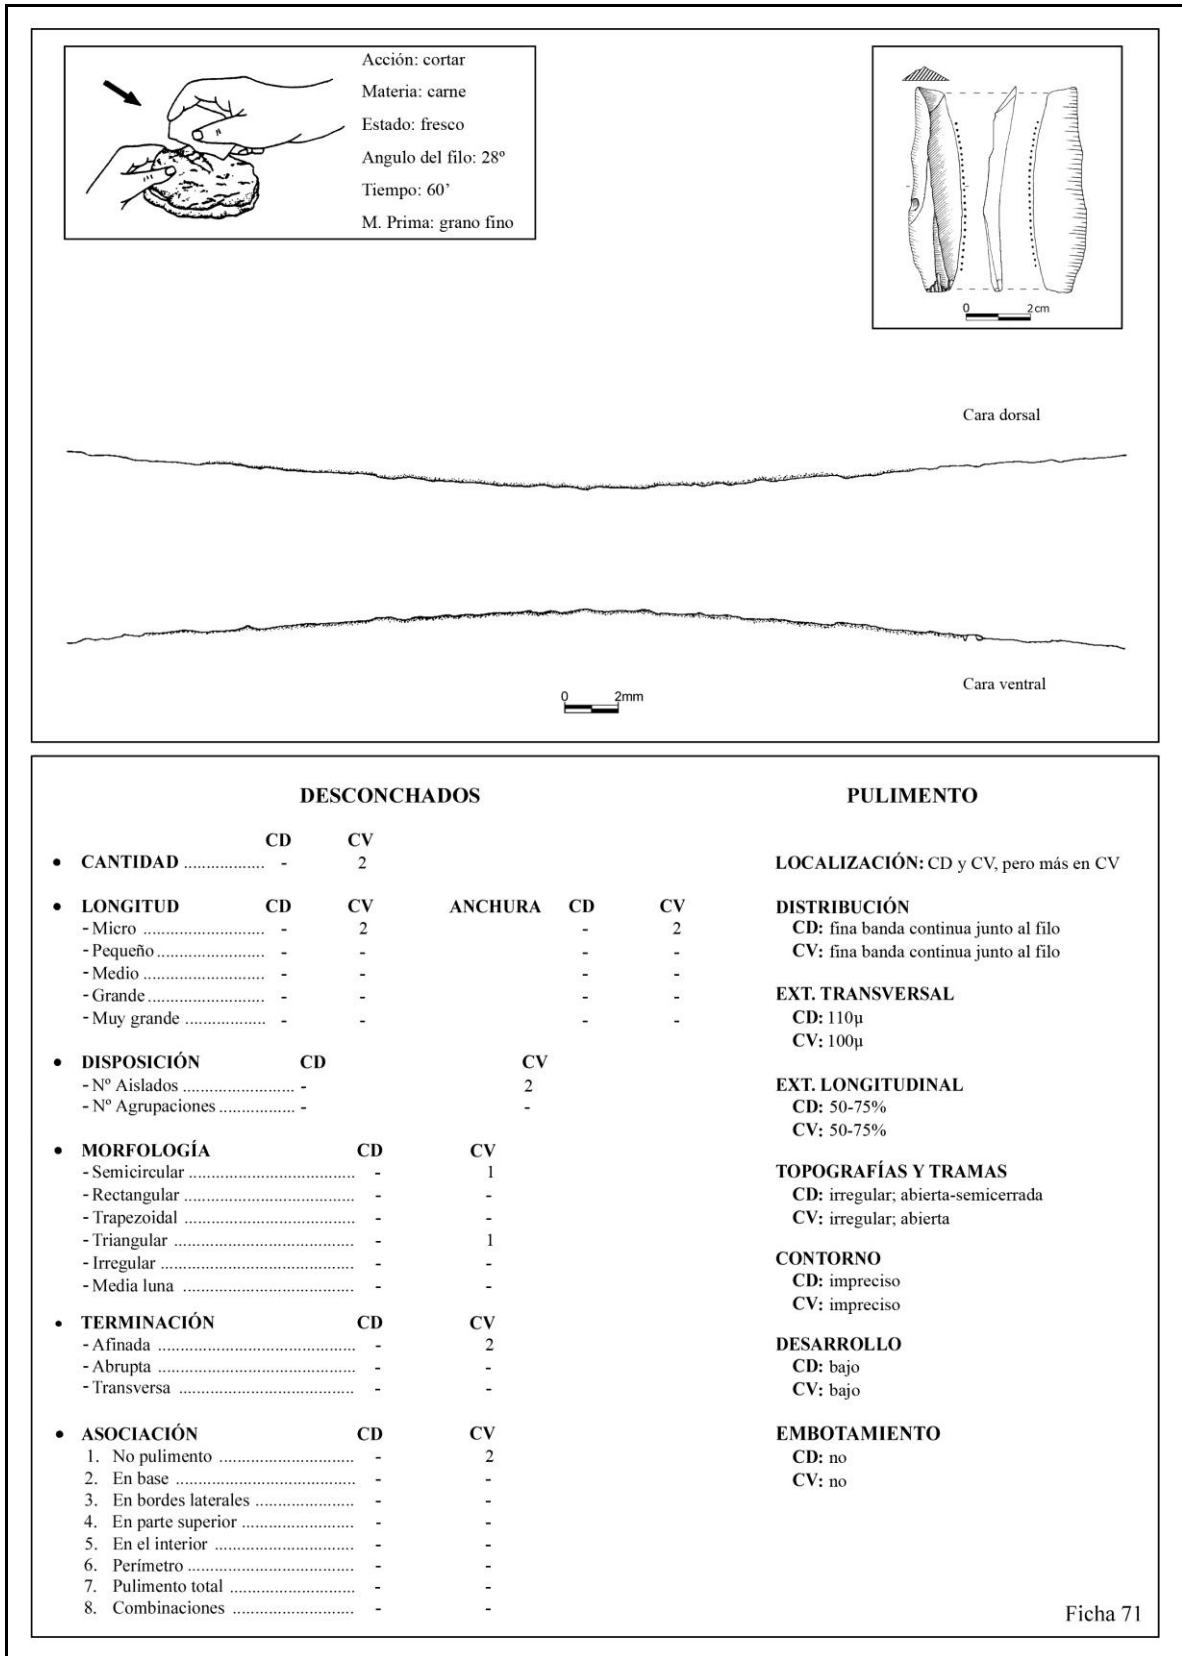 Acción: cortar
Materia: carne
Estado: fresco
Angulo del filo: 28º
Tiempo: 60’
M. Prima: grano fino
0 2 cm
Cara dorsal
Cara ventral
0 2mm
DESCONCHADOS
CD CV
• CANTIDAD .................. - 2
• LONGITUD CD CV ANCHURA CD CV
- Micro ........................... - 2 - 2
- Pequeño........................ - - - -
- Medio ........................... - - - -
- Grande.......................... - - - -
- Muy grande .................. - - - -
• DISPOSICIÓN CD CV
- Nº Aislados ......................... - 2
- Nº Agrupaciones ................. - -
• MORFOLOGÍA CD CV
- Semicircular ..................................... - 1
- Rectangular ...................................... - -
- Trapezoidal ...................................... - -
- Triangular ........................................ - 1
- Irregular ........................................... - -
- Media luna ...................................... - -
• TERMINACIÓN CD CV
- Afinada ............................................ - 2
- Abrupta ............................................ - -
- Transversa ....................................... - -
• ASOCIACIÓN CD CV
1. No pulimento .............................. - 2
2. En base ........................................ - -
3. En bordes laterales ...................... - -
4. En parte superior ......................... - -
5. En el interior ............................... - -
6. Perímetro ..................................... - -
7. Pulimento total ............................ - -
8. Combinaciones ........................... - -
PULIMENTO
LOCALIZACIÓN: CD y CV, pero más en CV
DISTRIBUCIÓN
CD: fina banda continua junto al filo
CV: fina banda continua junto al filo
EXT. TRANSVERSAL
CD: 110µ
CV: 100µ
EXT. LONGITUDINAL
CD: 50-75%
CV: 50-75%
TOPOGRAFÍAS Y TRAMAS
CD: irregular; abierta-semicerrada
CV: irregular; abierta
CONTORNO
CD: impreciso
CV: impreciso
DESARROLLO
CD: bajo
CV: bajo
EMBOTAMIENTO
CD: no
CV: no
Ficha 71